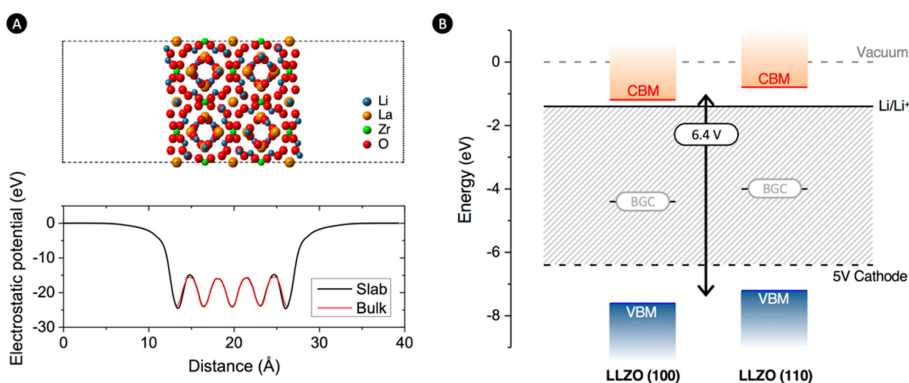 A
Li
La
Zr
O
Electrostatic potential (eV)
0
-10
-20
-30
Slab
Bulk
0
10
20
30
40
Distance (Å)
B
Energy (eV)
0
-2
-4
-6
-8
Vacuum
CBM
CBM
Li/Li⁺
6.4 V
BGC
BGC
5V Cathode
VBM
VBM
LLZO (100)
LLZO (110)